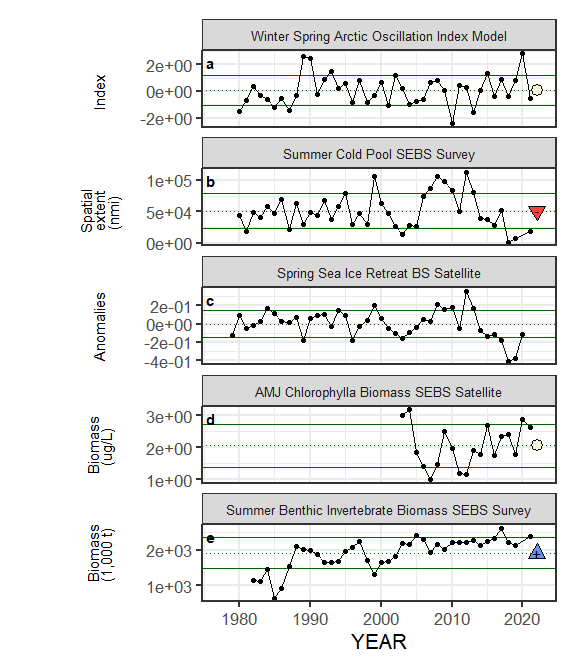 Winter Spring Arctic Oscillation Index Model
a
2e+00
0e+00
-2e+00
Index
Summer Cold Pool SEBS Survey
b
1e+05
5e+04
0e+00
Spatial
extent
(nmi)
-
Spring Sea Ice Retreat BS Satellite
c
2e-01
0e+00
-2e-01
-4e-01
Anomalies
AMJ Chlorophylla Biomass SEBS Satellite
d
3e+00
2e+00
1e+00
Biomass
(ug/L)
Summer Benthic Invertebrate Biomass SEBS Survey
e
2e+03
1e+03
Biomass
(1,000 t)
+
1980 1990 2000 2010 2020
YEAR